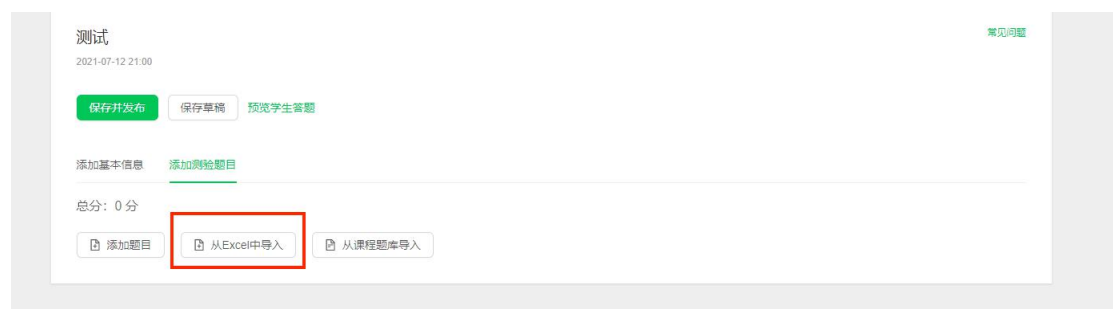 测试
常见问题
2021-07-12 21:00
保存并发布 保存草稿 预览学生答题
添加基本信息 添加测验题目
总分：0 分
添加题目 从Excel中导入 从课程题库导入